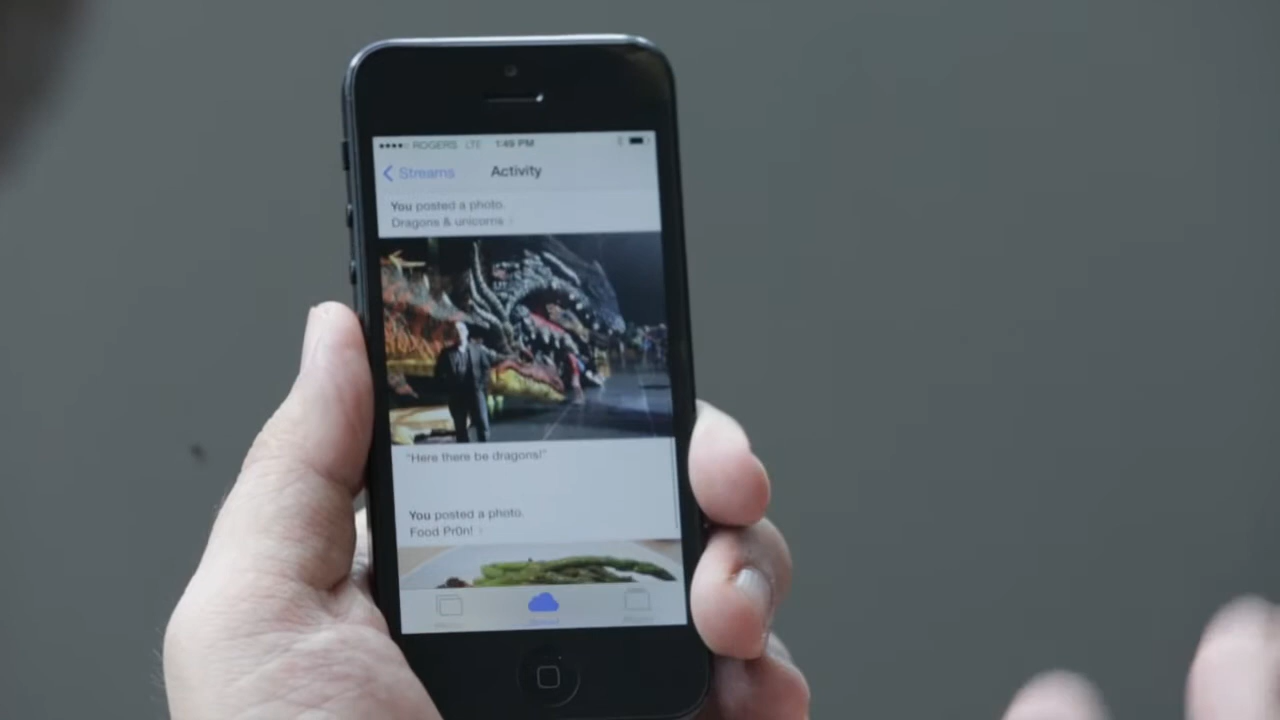 ROGERS LTE 1:49 PM
Streams Activity
You posted a photo.
Dragons & unicorns
"Here there be dragons!"
You posted a photo.
Food Pr0n!